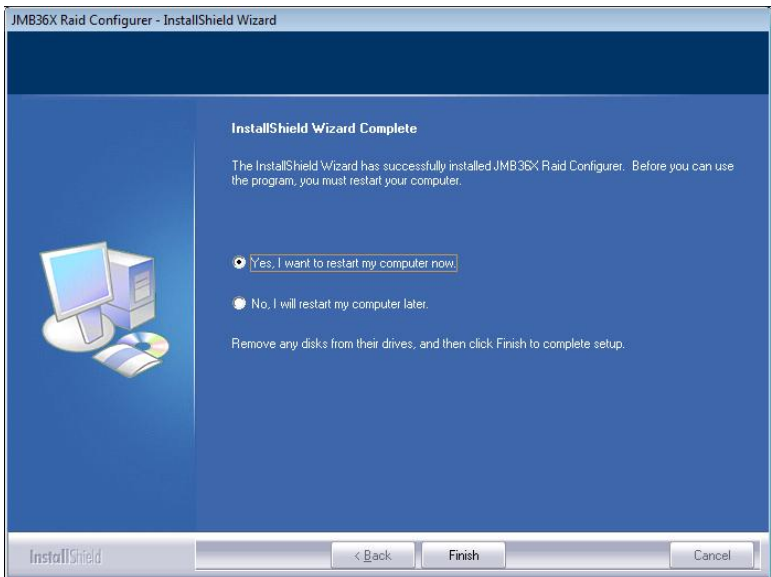 JMB36X Raid Configurer - InstallShield Wizard
InstallShield Wizard Complete
The InstallShield Wizard has successfully installed JMB36X Raid Configurer. Before you can use
the program, you must restart your computer.
Yes, I want to restart my computer now.
No, I will restart my computer later.
Remove any disks from their drives, and then click Finish to complete setup.
InstallShield
< Back
Finish
Cancel